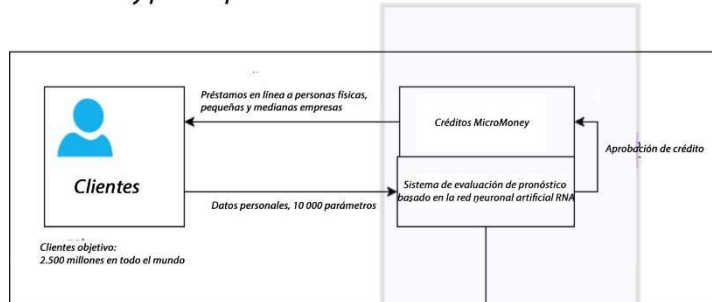 Préstamos en línea a personas físicas,
pequeñas y medianas empresas
Créditos MicroMoney
Aprobación de crédito
Clientes
Sistema de evaluación de pronóstico
basado en la red neuronal artificial RNA
Datos personales, 10 000 parámetros
Clientes objetivo:
2.500 millones en todo el mundo